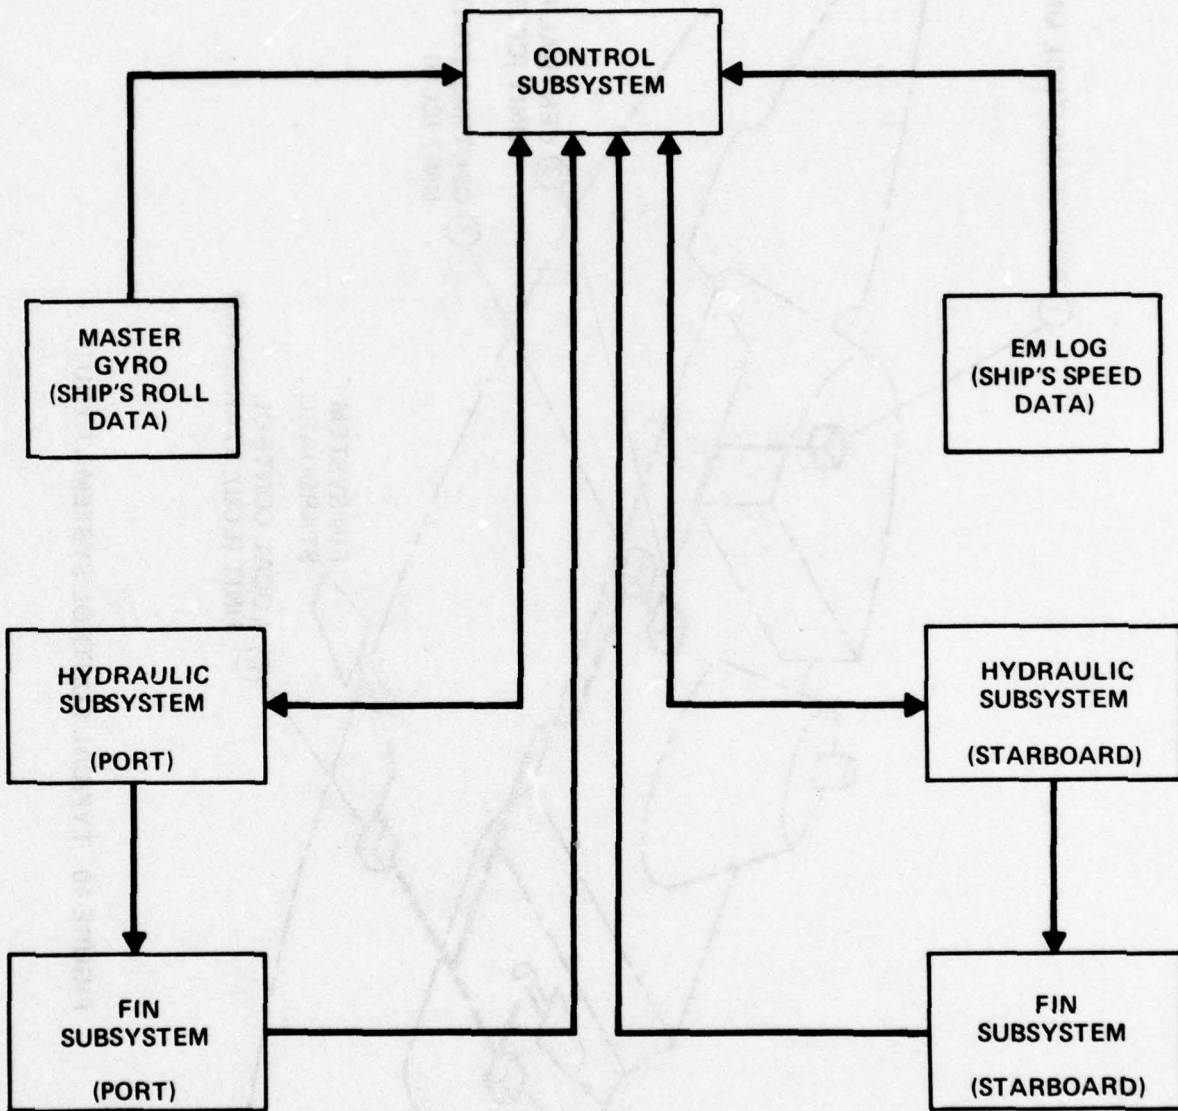 CONTROL
SUBSYSTEM
MASTER
GYRO
(SHIP'S ROLL
DATA)
EM LOG
(SHIP'S SPEED
DATA)
HYDRAULIC
SUBSYSTEM
(PORT)
HYDRAULIC
SUBSYSTEM
(STARBOARD)
FIN
SUBSYSTEM
(PORT)
FIN
SUBSYSTEM
(STARBOARD)